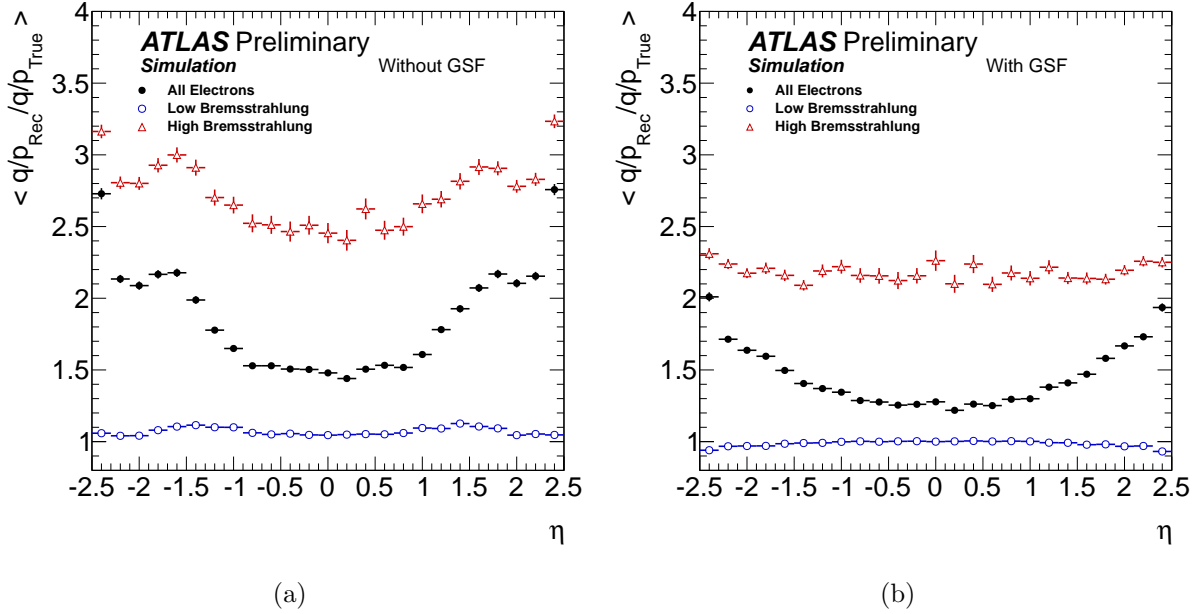 < q/p_Rec /q/p_True >
4
3.5
3
2.5
2
1.5
1
ATLAS Preliminary
Simulation Without GSF
All Electrons
Low Bremsstrahlung
High Bremsstrahlung
-2.5 -2 -1.5 -1 -0.5 0 0.5 1 1.5 2 2.5
η
(a)
< q/p_Rec /q/p_True >
4
3.5
3
2.5
2
1.5
1
ATLAS Preliminary
Simulation With GSF
All Electrons
Low Bremsstrahlung
High Bremsstrahlung
-2.5 -2 -1.5 -1 -0.5 0 0.5 1 1.5 2 2.5
η
(b)